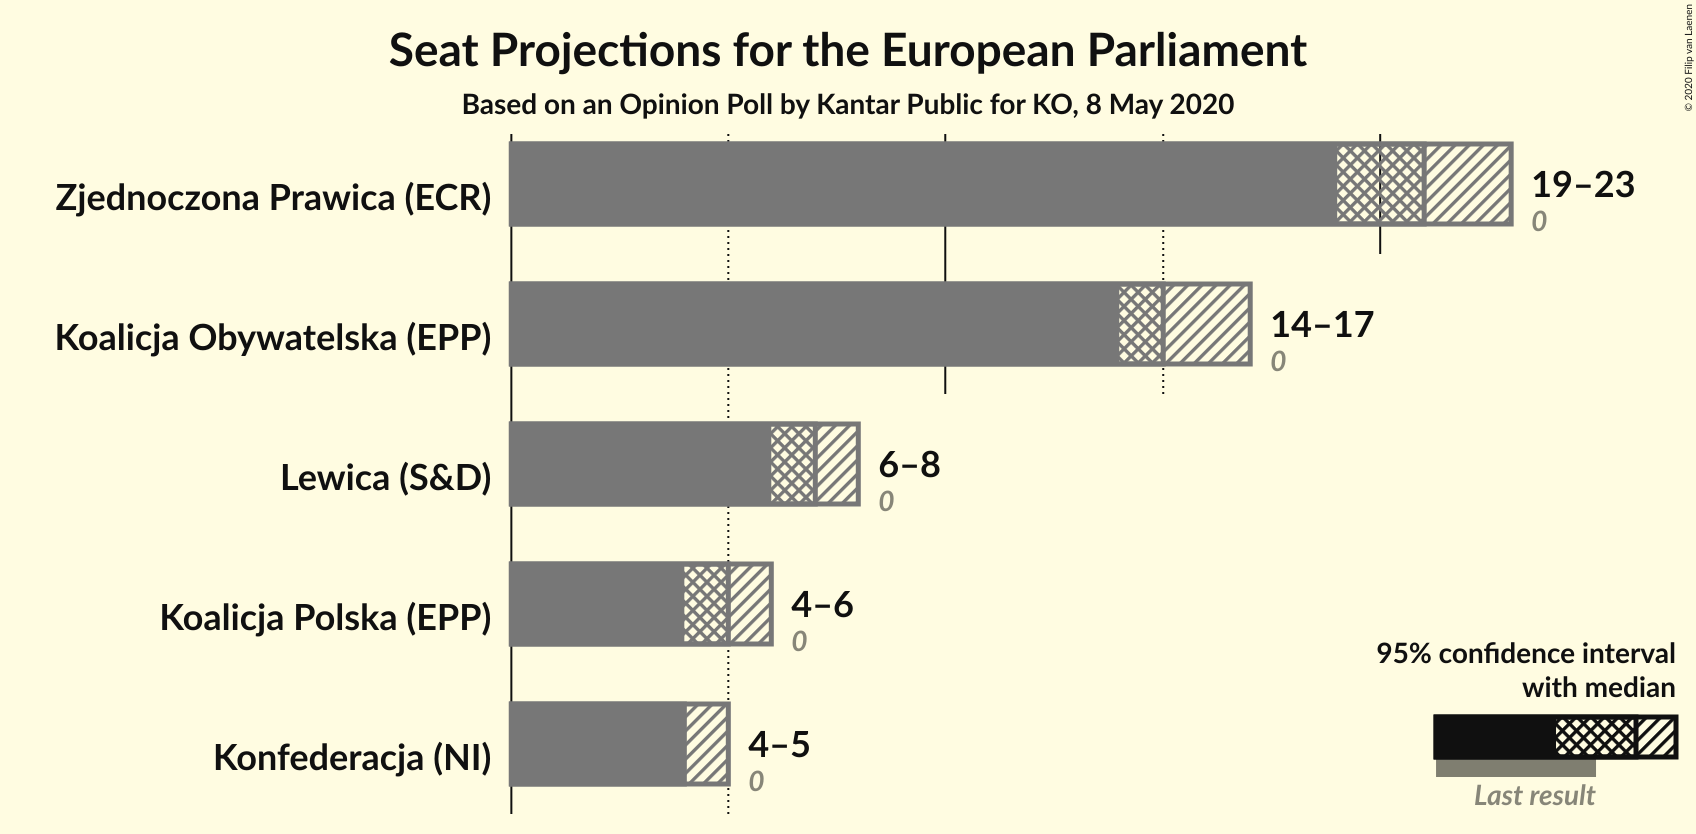 Seat Projections for the European Parliament
Based on an Opinion Poll by Kantar Public for KO, 8 May 2020
© 2020 Filip van Laenen
Zjednoczona Prawica (ECR)
19–23
0
Koalicja Obywatelska (EPP)
14–17
0
Lewica (S&D)
6–8
0
Koalicja Polska (EPP)
4–6
0
Konfederacja (NI)
4–5
0
95% confidence interval
with median
Last result